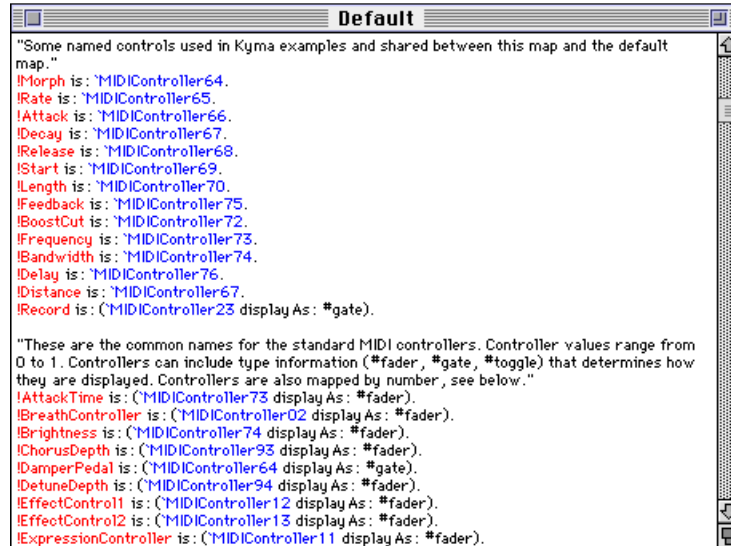 Default
"Some named controls used in Kyma examples and shared between this map and the default
map."
!Morph is: `MIDIController64.
!Rate is: `MIDIController65.
!Attack is: `MIDIController66.
!Decay is: `MIDIController67.
!Release is: `MIDIController68.
!Start is: `MIDIController69.
!Length is: `MIDIController70.
!Feedback is: `MIDIController75.
!BoostCut is: `MIDIController72.
!Frequency is: `MIDIController73.
!Bandwidth is: `MIDIController74.
!Delay is: `MIDIController76.
!Distance is: `MIDIController67.
!Record is: (`MIDIController23 displayAs: #gate).
"These are the common names for the standard MIDI controllers. Controller values range from
0 to 1. Controllers can include type information (#fader, #gate, #toggle) that determines how
they are displayed. Controllers are also mapped by number, see below."
!AttackTime is: (`MIDIController73 displayAs: #fader).
!BreathController is: (`MIDIController02 displayAs: #fader).
!Brightness is: (`MIDIController74 displayAs: #fader).
!ChorusDepth is: (`MIDIController93 displayAs: #fader).
!DamperPedal is: (`MIDIController64 displayAs: #gate).
!DetuneDepth is: (`MIDIController94 displayAs: #fader).
!EffectControl1 is: (`MIDIController12 displayAs: #fader).
!EffectControl2 is: (`MIDIController13 displayAs: #fader).
!ExpressionController is: (`MIDIController11 displayAs: #fader).